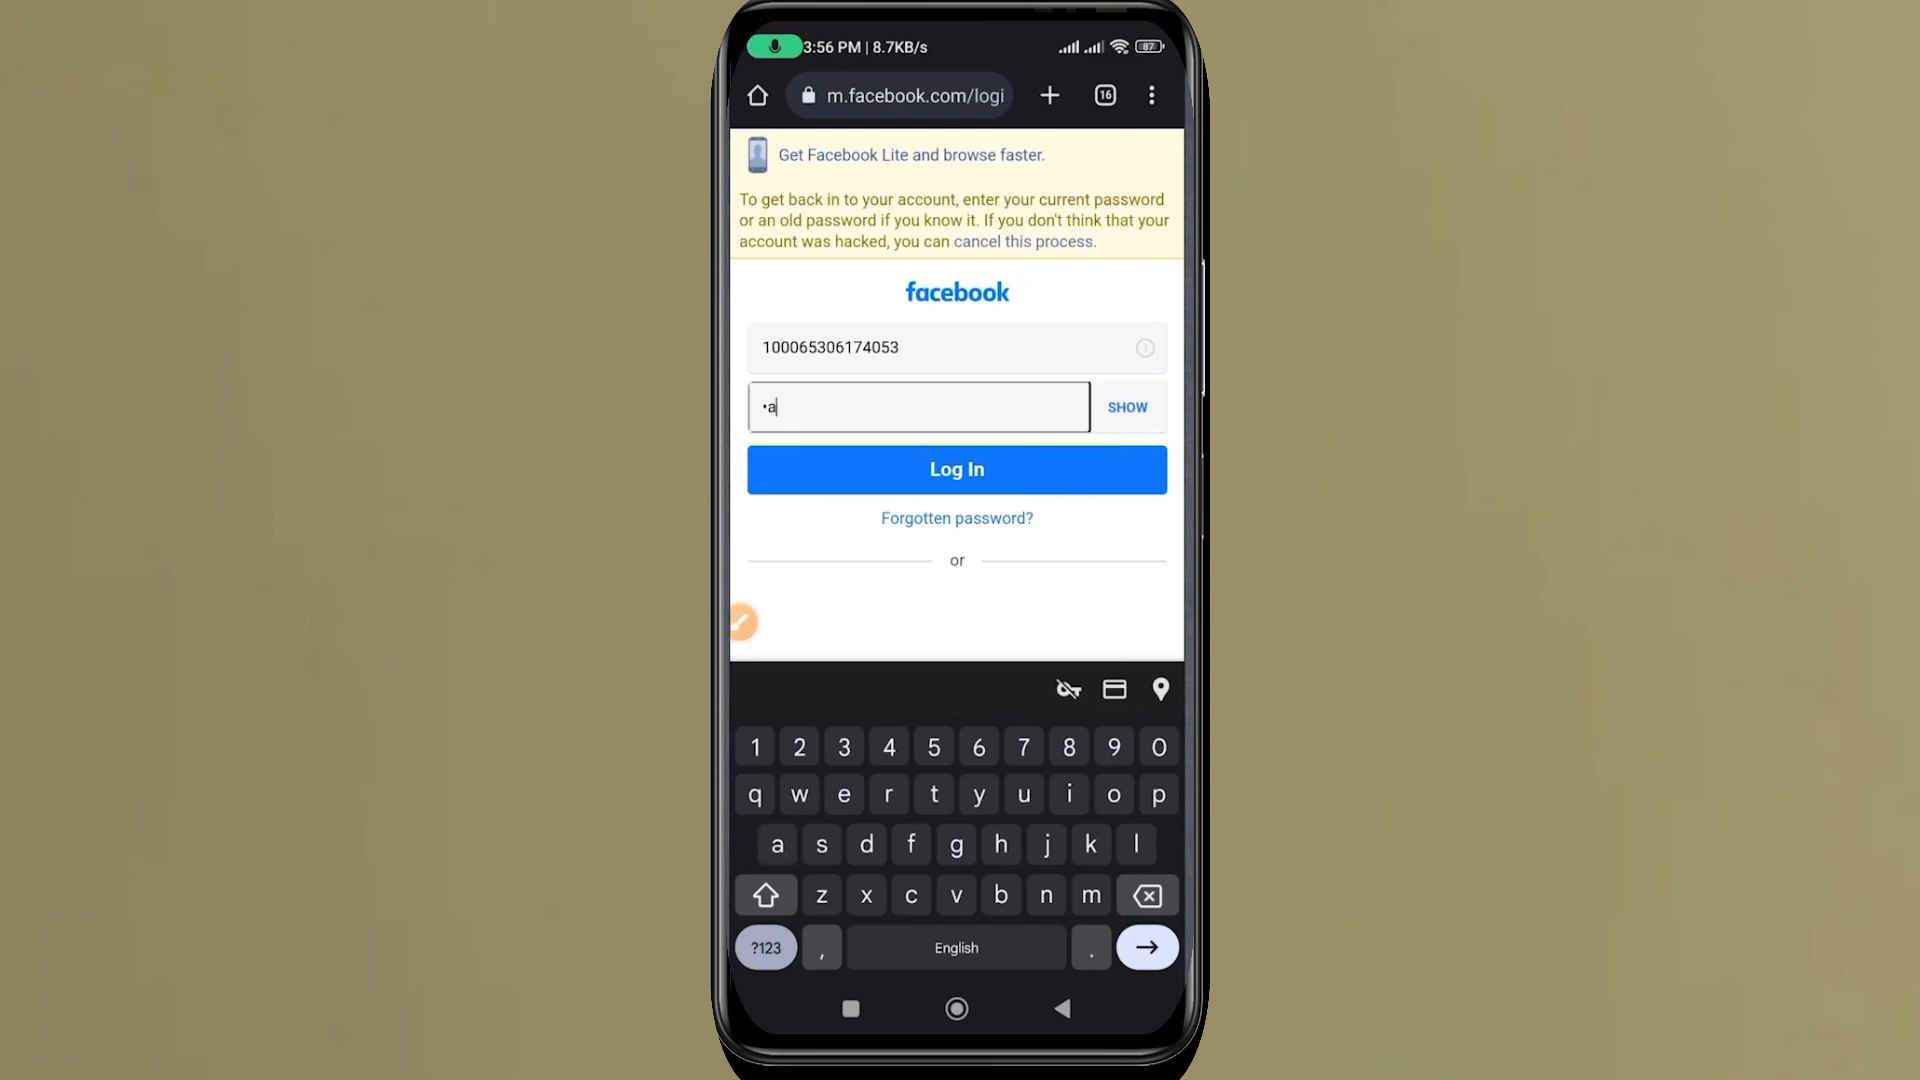 3:56 PM | 8.7KB/s 87
m.facebook.com/logi 16
Get Facebook Lite and browse faster.
To get back in to your account, enter your current password
or an old password if you know it. If you don't think that your
account was hacked, you can cancel this process.
facebook
100065306174053
•a SHOW
Log In
Forgotten password?
or
1 2 3 4 5 6 7 8 9 0
q w e r t y u i o p
a s d f g h j k l
z x c v b n m
?123 , English .